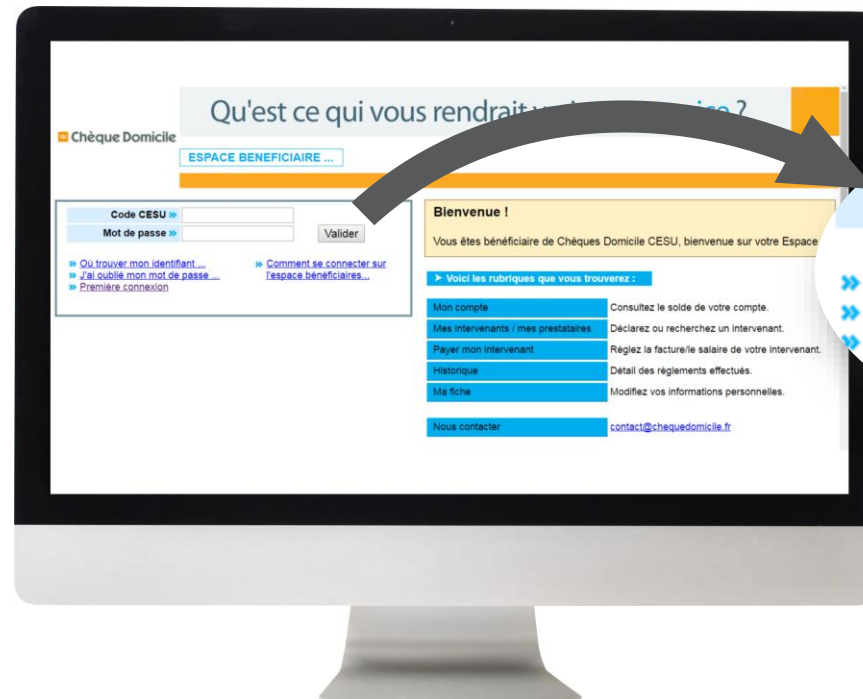 Qu'est ce qui vous rendrait ?
Chèque Domicile
ESPACE BENEFICIAIRE ...
Code CESU »
Mot de passe »
Valider
» Où trouver mon identifiant ...
» J'ai oublié mon mot de passe ...
» Première connexion
» Comment se connecter sur
l'espace bénéficiaires...
Bienvenue !
Vous êtes bénéficiaire de Chèques Domicile CESU, bienvenue sur votre Espace
➤ Voici les rubriques que vous trouverez :
Mon compte Consultez le solde de votre compte.
Mes intervenants / mes prestataires Déclarez ou recherchez un intervenant.
Payer mon intervenant Réglez la facture/le salaire de votre intervenant.
Historique Détail des règlements effectués.
Ma fiche Modifiez vos informations personnelles.
Nous contacter contact@chequedomicile.fr
»
»
»